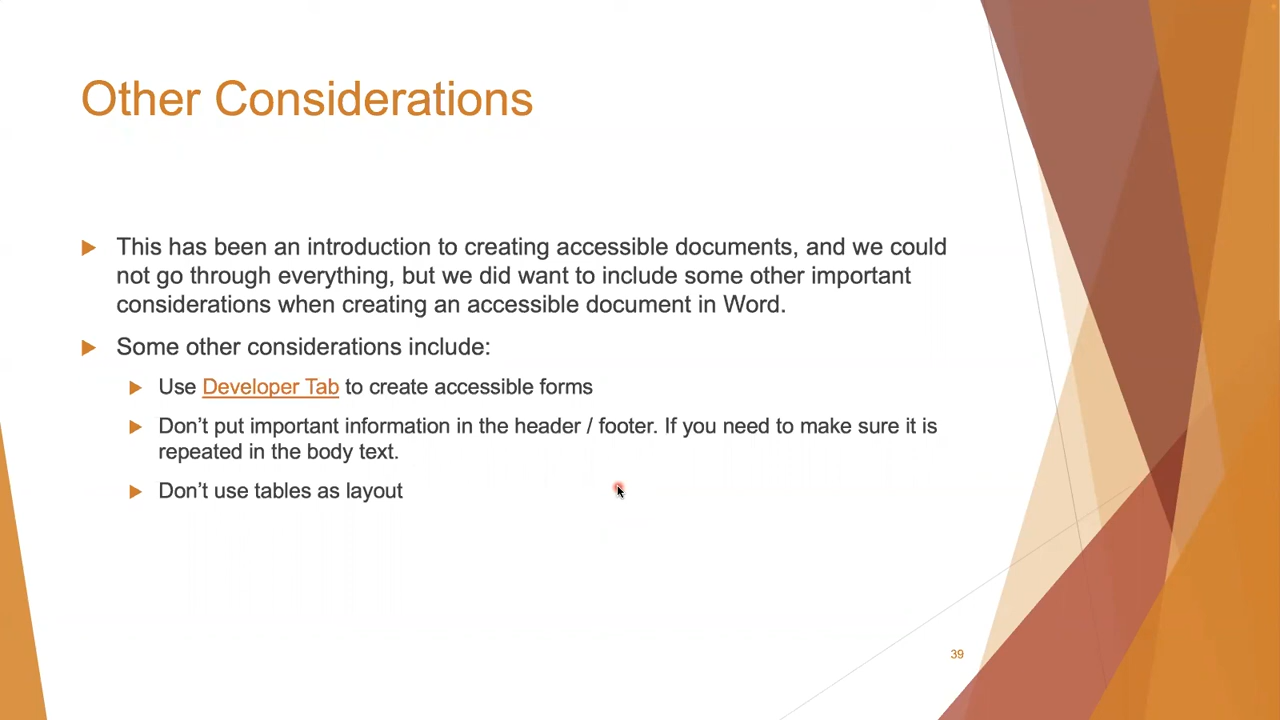 Other Considerations
This has been an introduction to creating accessible documents, and we could
not go through everything, but we did want to include some other important
considerations when creating an accessible document in Word.
Some other considerations include:
Use Developer Tab to create accessible forms
Don’t put important information in the header / footer. If you need to make sure it is
repeated in the body text.
Don’t use tables as layout
39